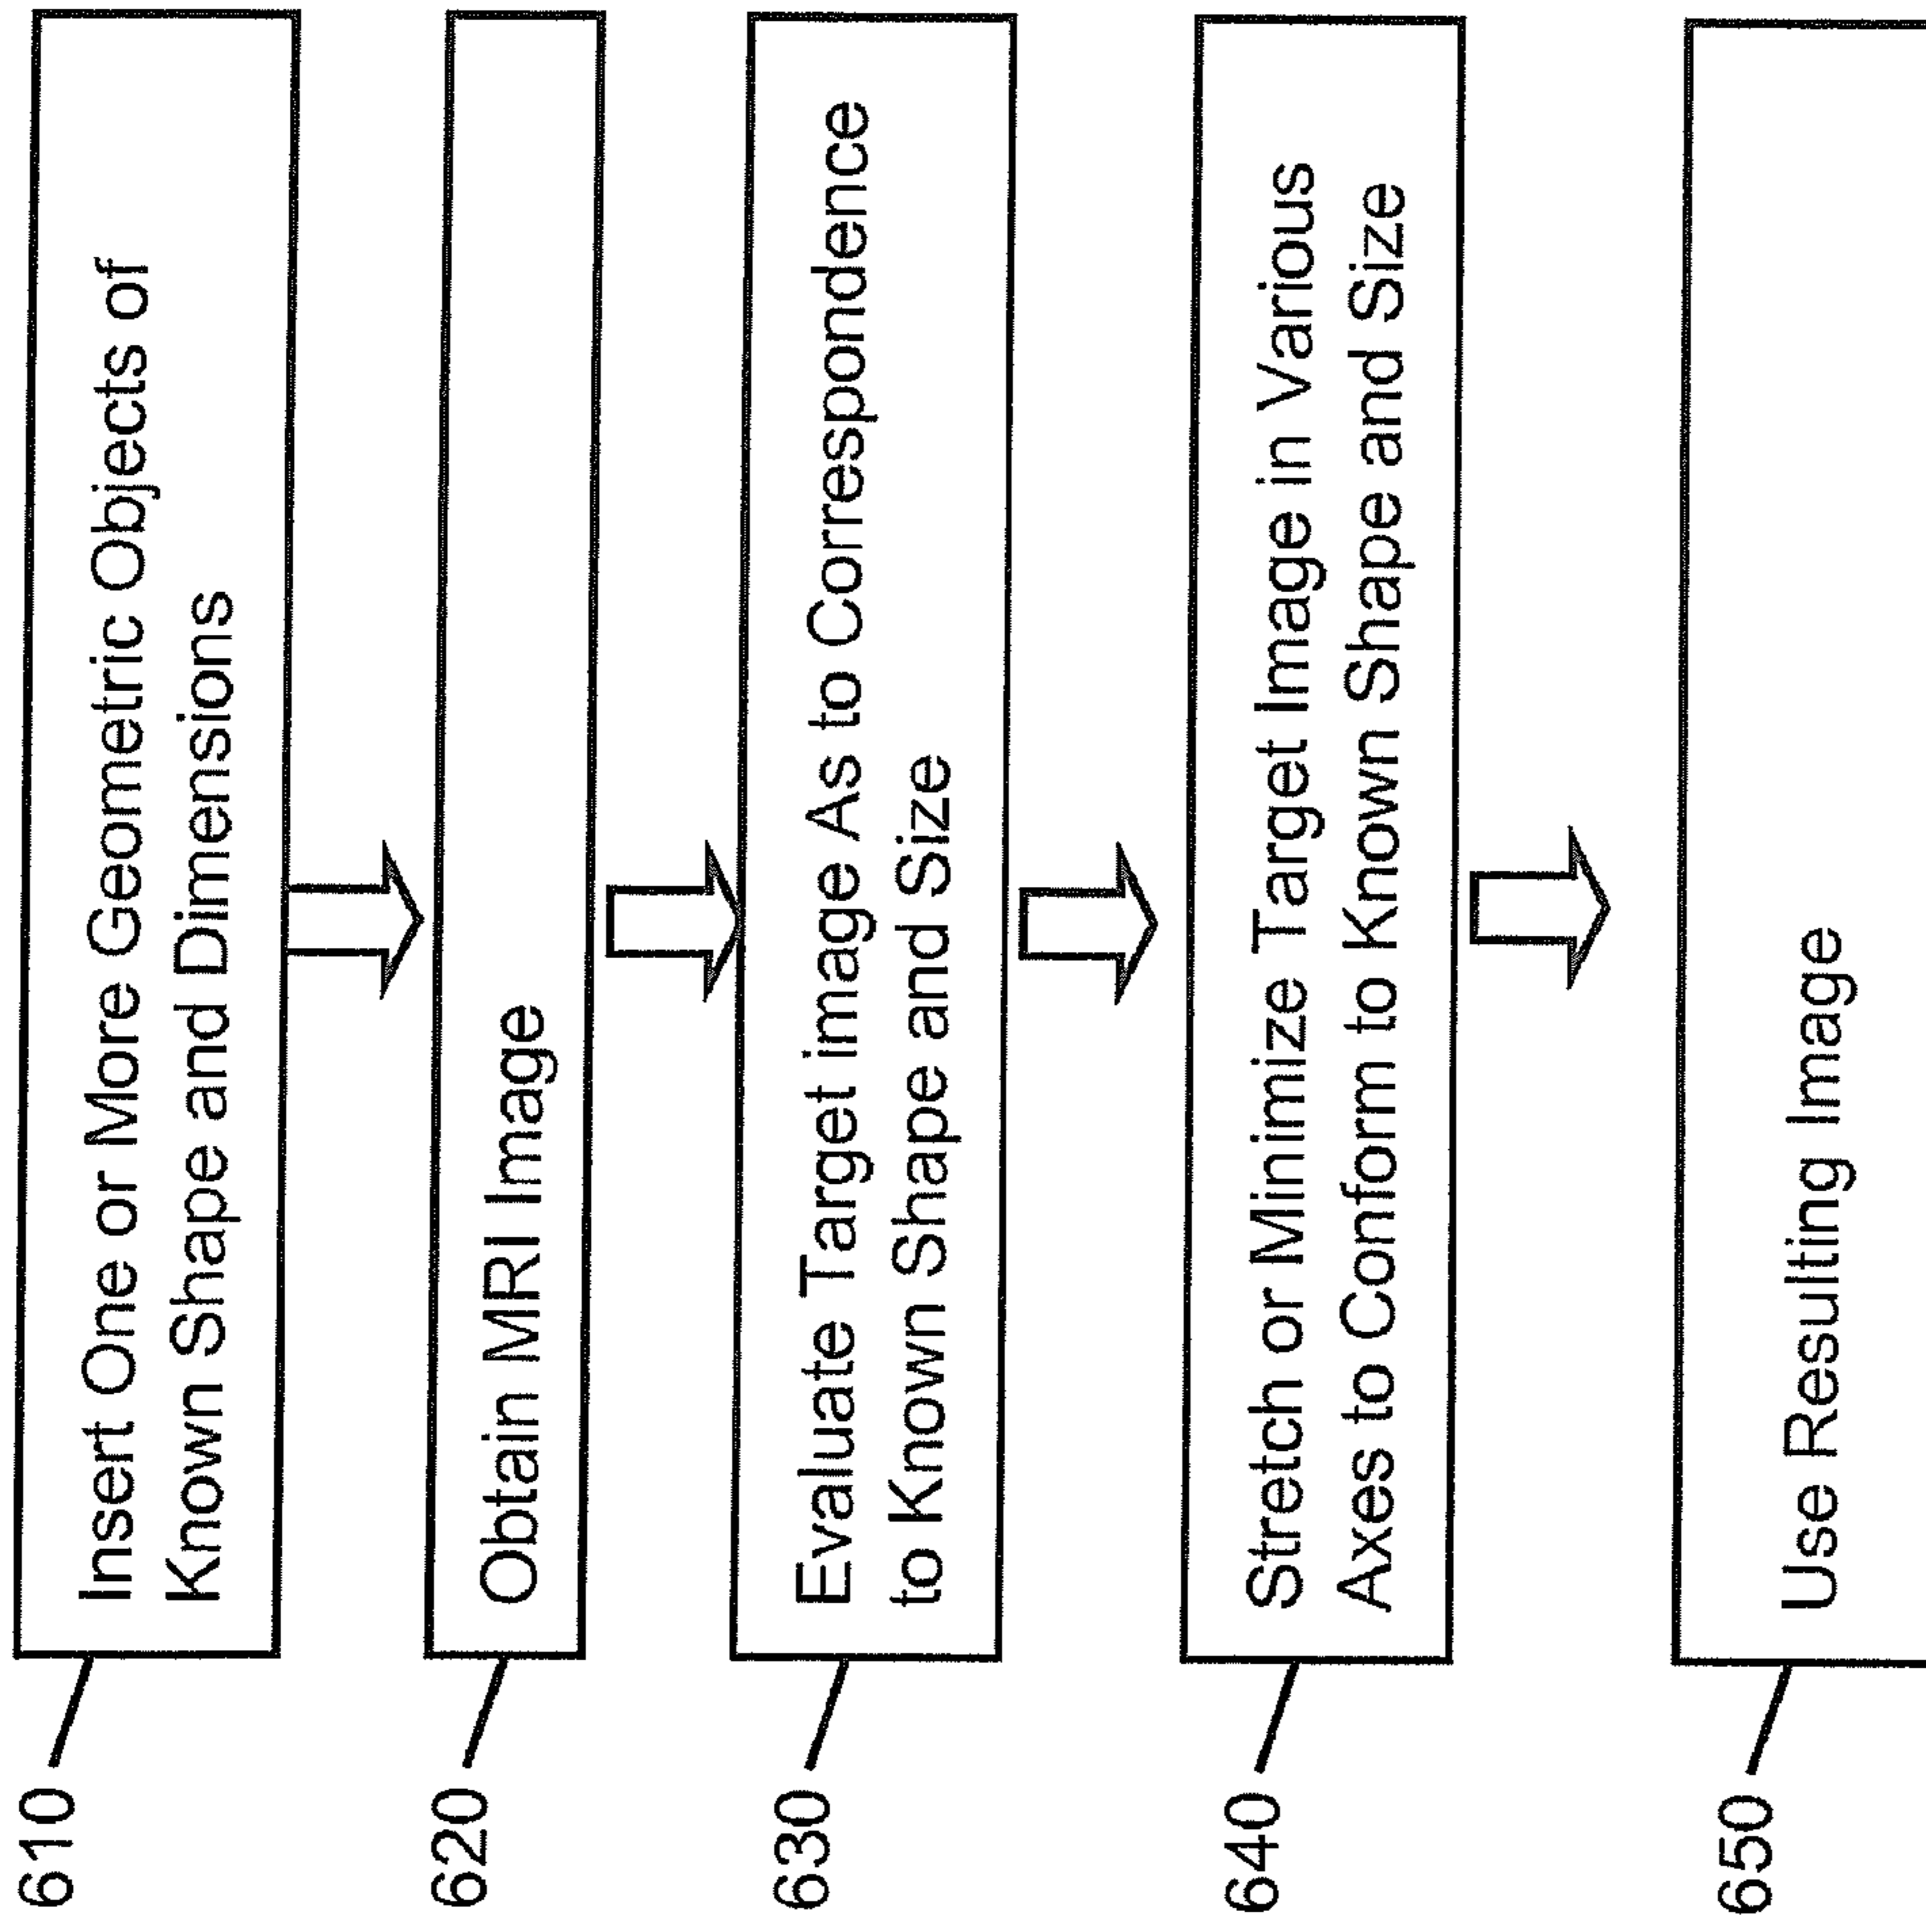 610
Insert One or More Geometric Objects of
Known Shape and Dimensions
620
Obtain MRI Image
630
Evaluate Target image As to Correspondence
to Known Shape and Size
640
Stretch or Minimize Target Image in Various
Axes to Conform to Known Shape and Size
650
Use Resulting Image